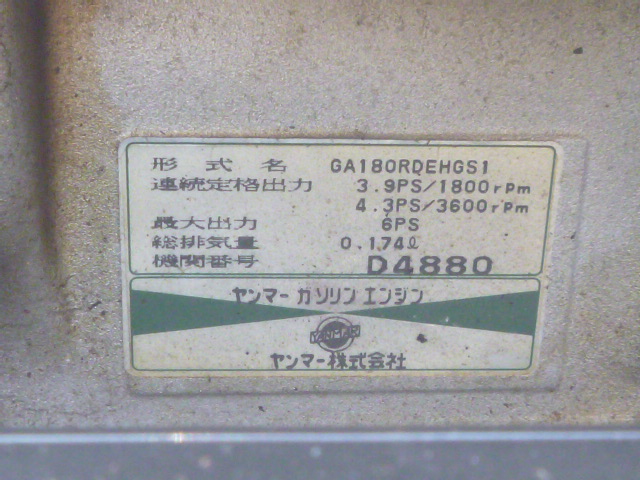 形式名 GA180RDEHGS1
連続定格出力 3.9PS/1800rpm
4.3PS/3600rpm
最大出力 6PS
総排気量 0.174ℓ
機関番号 D4880
ヤンマー ガソリン エンジン
YANMAR
ヤンマー株式会社